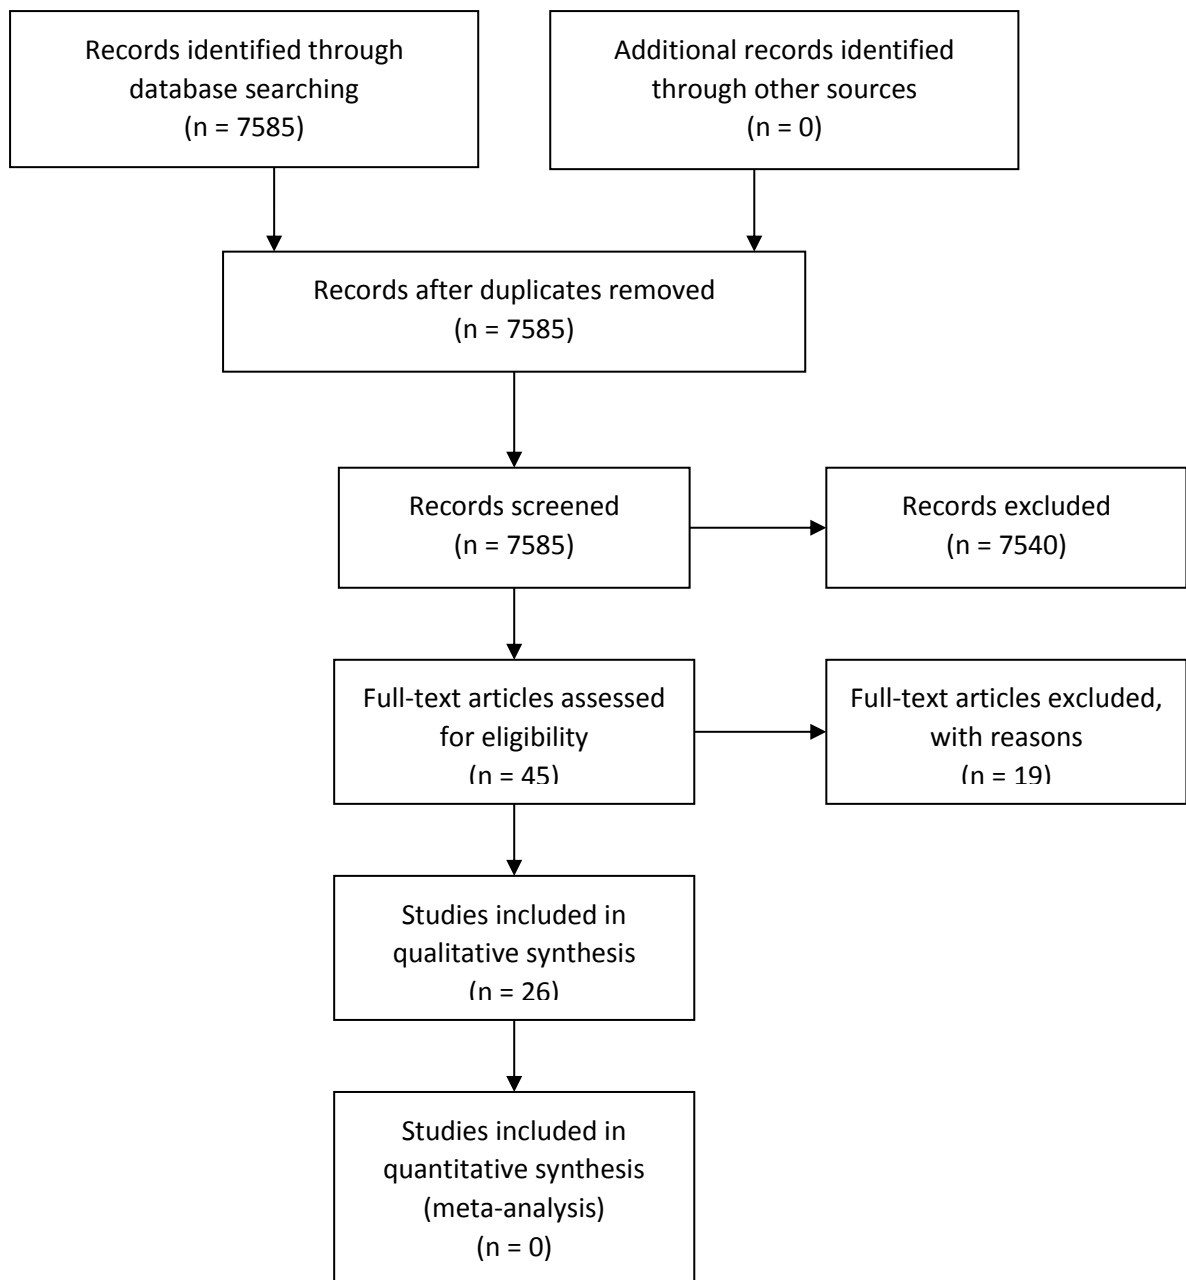 Records identified through
database searching
(n = 7585)
Additional records identified
through other sources
(n = 0)
Records after duplicates removed
(n = 7585)
Records screened
(n = 7585)
Records excluded
(n = 7540)
Full-text articles assessed
for eligibility
(n = 45)
Full-text articles excluded,
with reasons
(n = 19)
Studies included in
qualitative synthesis
(n = 26)
Studies included in
quantitative synthesis
(meta-analysis)
(n = 0)